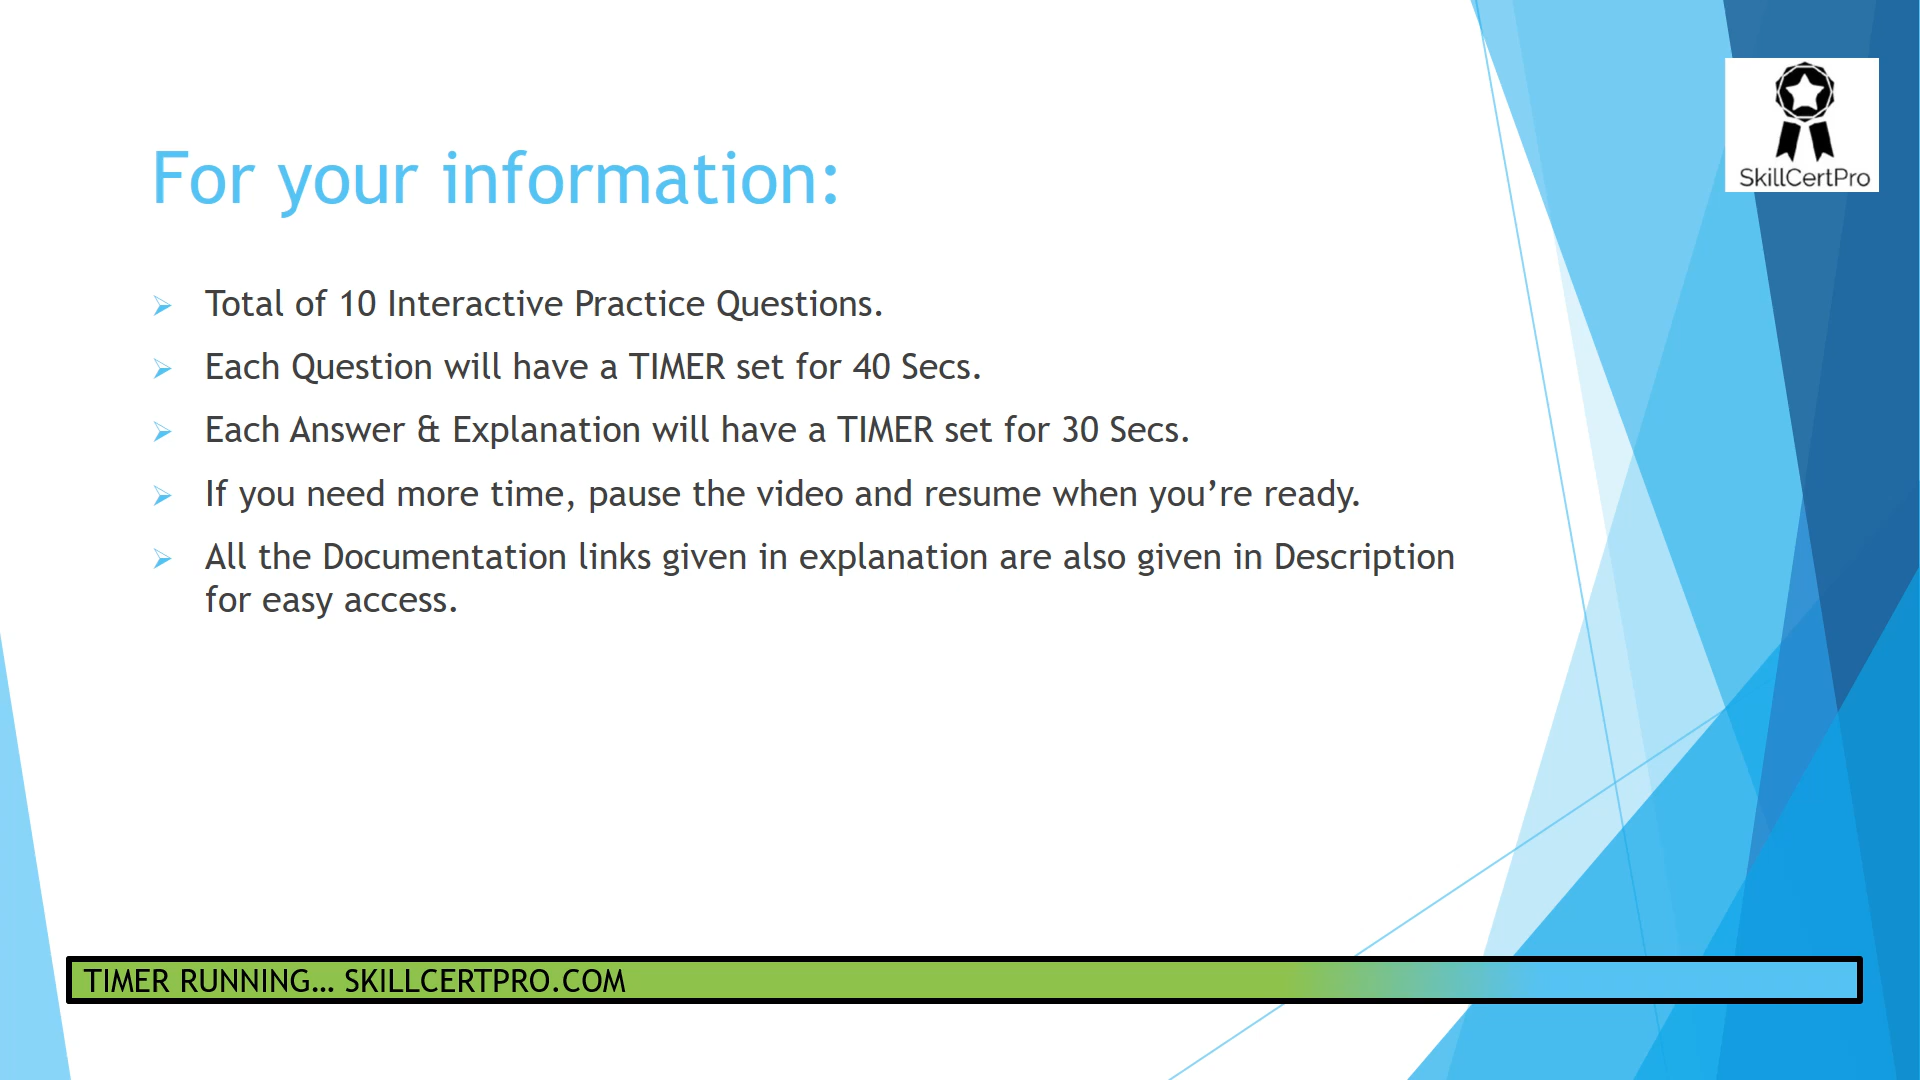 SkillCertPro
For your information:
Total of 10 Interactive Practice Questions.
Each Question will have a TIMER set for 40 Secs.
Each Answer & Explanation will have a TIMER set for 30 Secs.
If you need more time, pause the video and resume when you’re ready.
All the Documentation links given in explanation are also given in Description
for easy access.
TIMER RUNNING… SKILLCERTPRO.COM